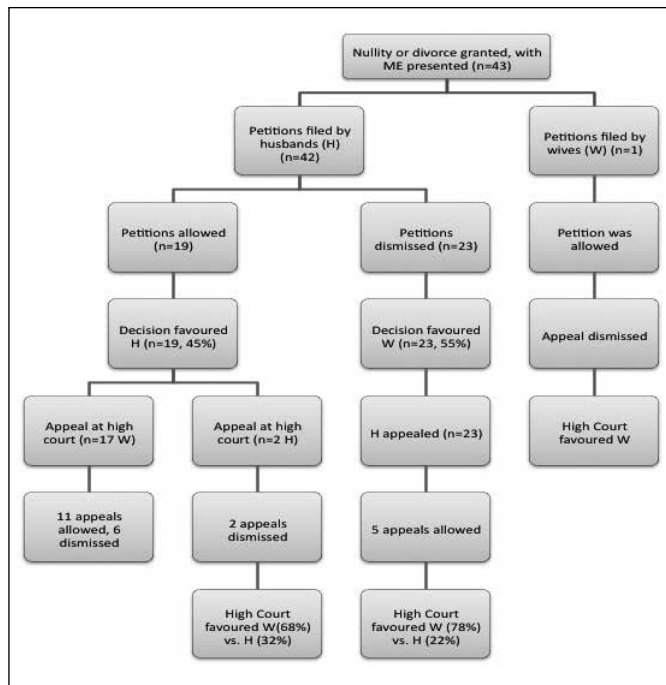 Nullity or divorce granted, with
ME presented (n=43)
Petitions filed by
husbands (H)
(n=42)
Petitions filed by
wives (W) (n=1)
Petitions allowed
(n=19)
Petitions
dismissed (n=23)
Petition was
allowed
Decision favoured
H (n=19, 45%)
Decision favoured
W (n=23, 55%)
Appeal dismissed
Appeal at high
court (n=17 W)
Appeal at high
court (n=2 H)
H appealed (n=23)
High Court
favoured W
11 appeals
allowed, 6
dismissed
2 appeals
dismissed
5 appeals allowed
High Court
favoured W(68%)
vs. H (32%)
High Court
favoured W (78%)
vs. H (22%)